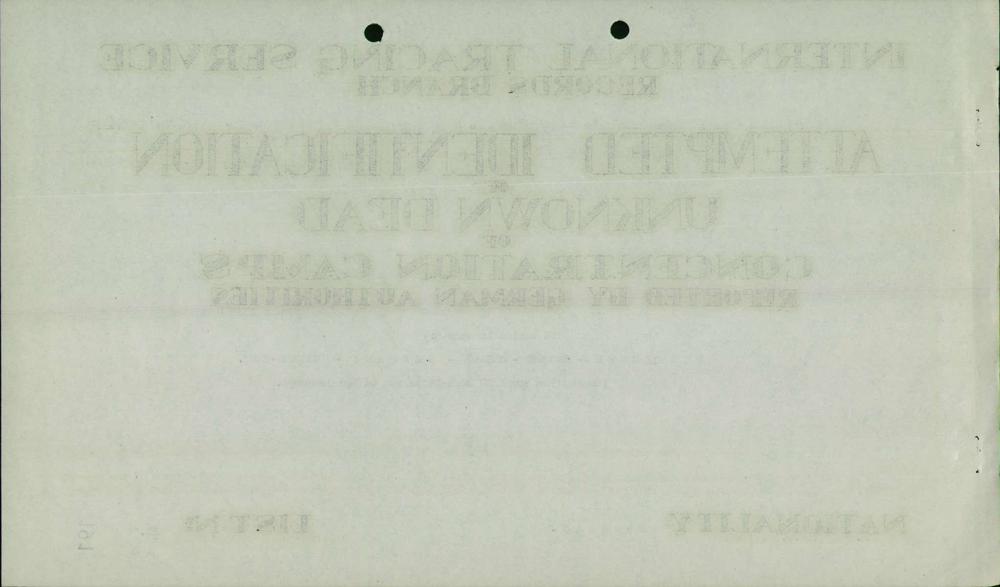 INTERNATIONAL TRACING SERVICE
RECORDS BRANCH
ATTEMPTED IDENTIFICATION
OF
UNKNOWN DEAD
OF
CONCENTRATION CAMPS
REPORTED BY GERMAN AUTHORITIES
NATIONALITY LIST Nº